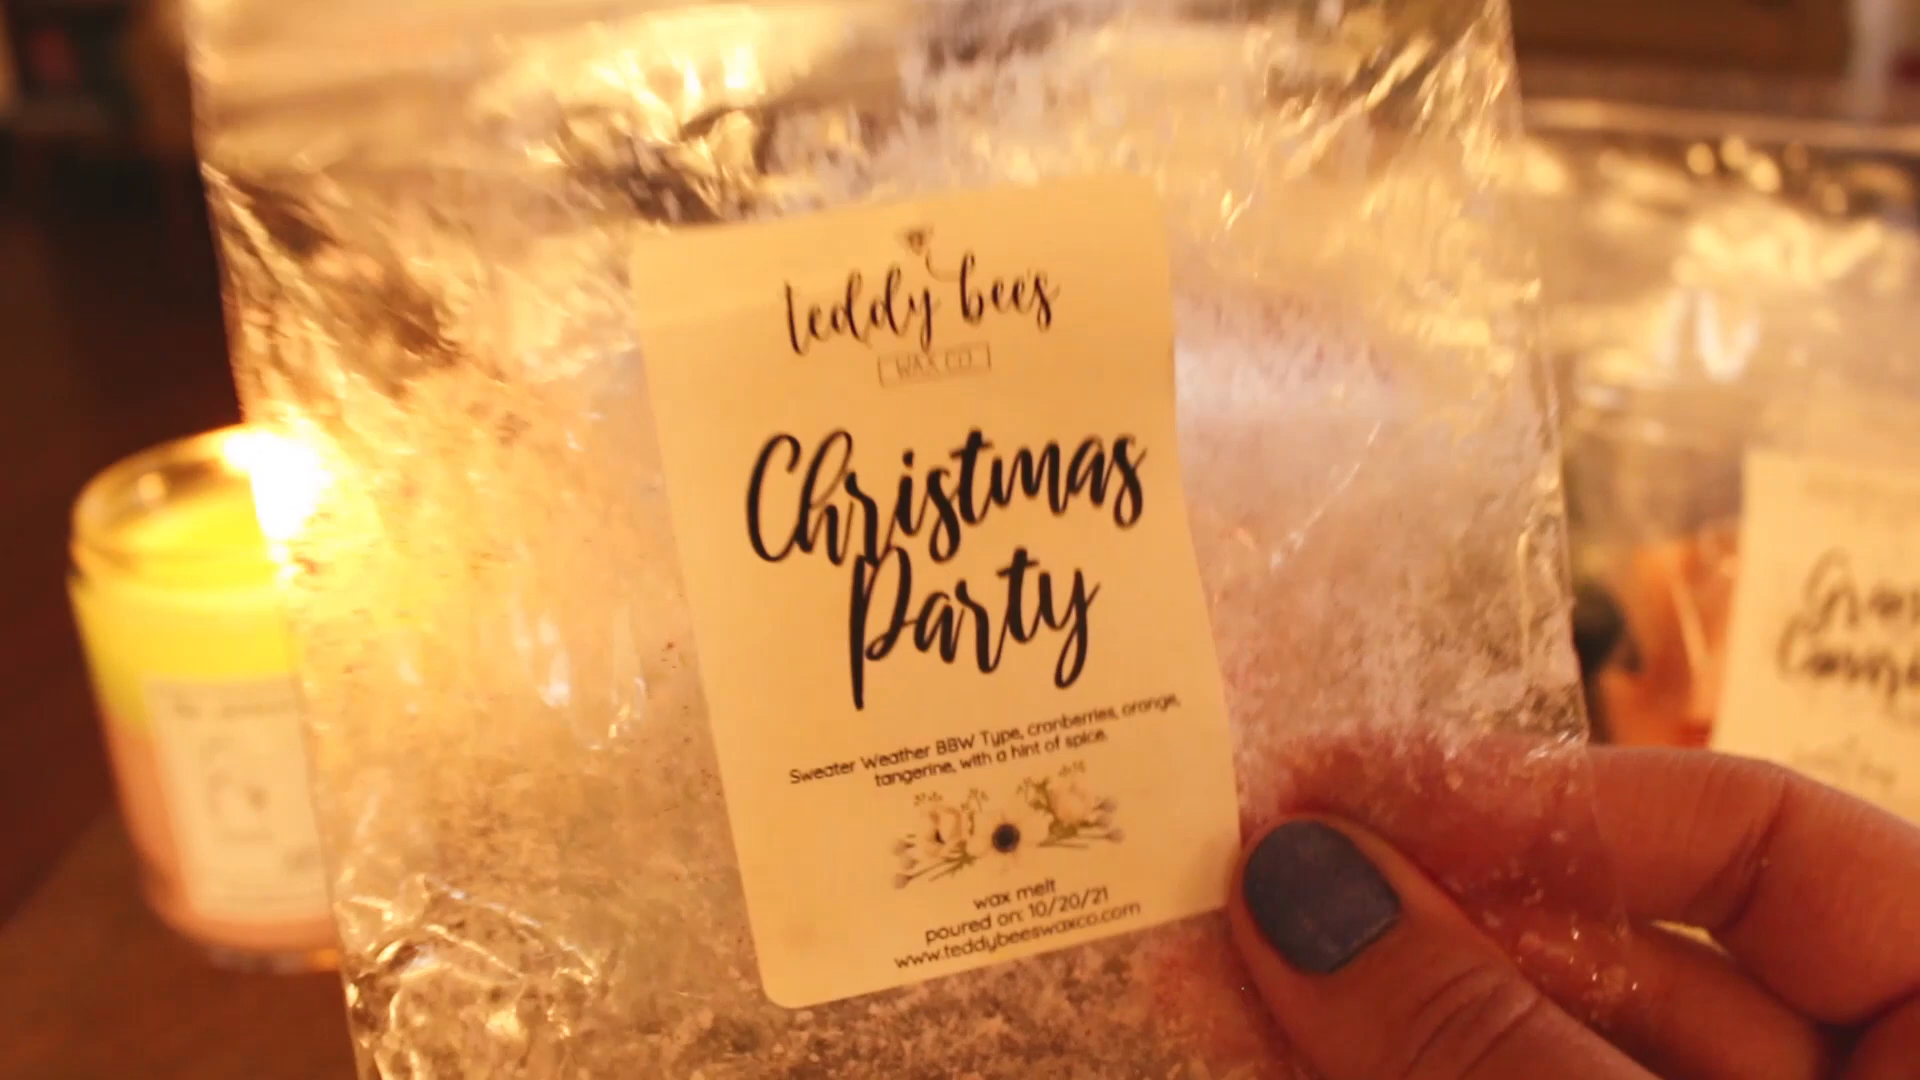 teddy bee's
WAX CO
Christmas
Party
Sweater Weather BBW Type, cranberries, orange,
tangerine, with a hint of spice.
wax melt
poured on: 10/20/21
www.teddybeeswaxco.com